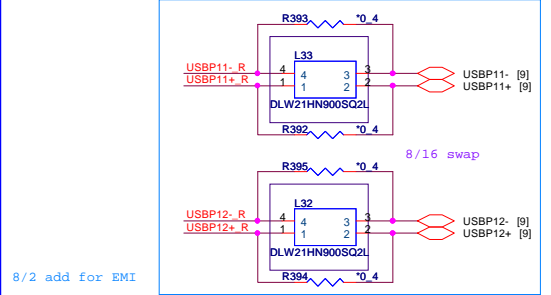 R393 *0_4
L33
USBP11-_R 4 4 3 3 USBP11- [9]
USBP11+_R 1 1 2 2 USBP11+ [9]
DLW21HN900SQ2L
R392 *0_4
8/16 swap
R395 *0_4
L32
USBP12-_R 4 4 3 3 USBP12- [9]
USBP12+_R 1 1 2 2 USBP12+ [9]
DLW21HN900SQ2L
8/2 add for EMI
R394 *0_4